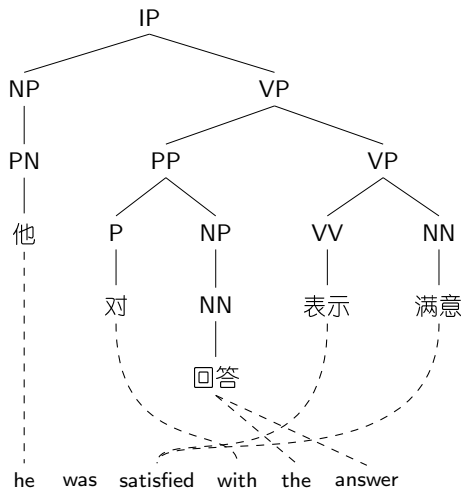 IP
NP VP
PN PP VP
他 P NP VV NN
对 NN 表示 满意
回答
he was satisfied with the answer